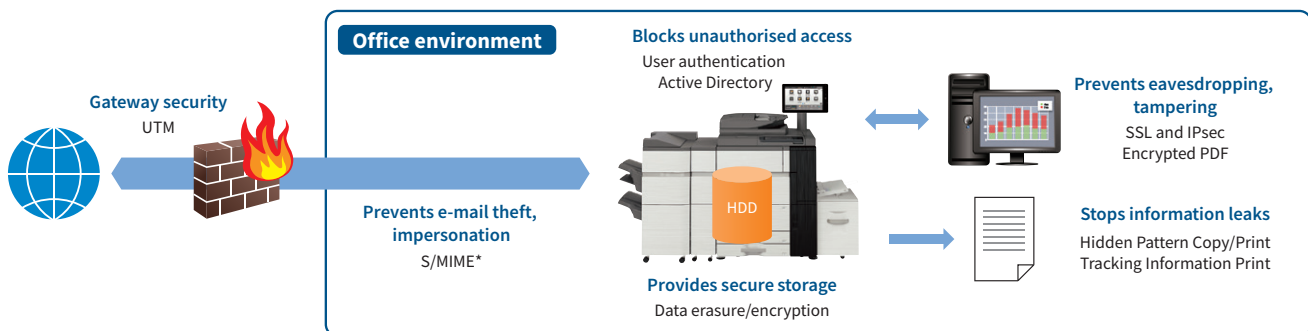 Office environment
Gateway security
UTM
Prevents e-mail theft,
impersonation
S/MIME*
Blocks unauthorised access
User authentication
Active Directory
HDD
Provides secure storage
Data erasure/encryption
Prevents eavesdropping,
tampering
SSL and IPsec
Encrypted PDF
Stops information leaks
Hidden Pattern Copy/Print
Tracking Information Print